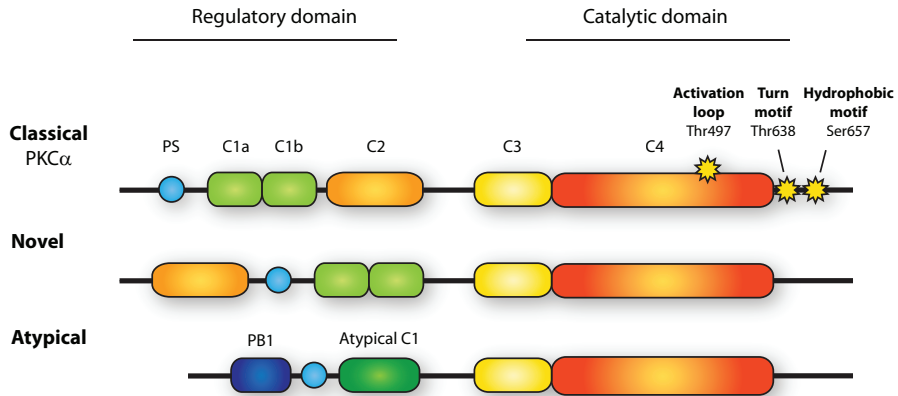 Regulatory domain
Catalytic domain
Activation
loop
Thr497
Turn
motif
Thr638
Hydrophobic
motif
Ser657
Classical
PKCα
PS
C1a
C1b
C2
C3
C4
Novel
Atypical
PB1
Atypical C1